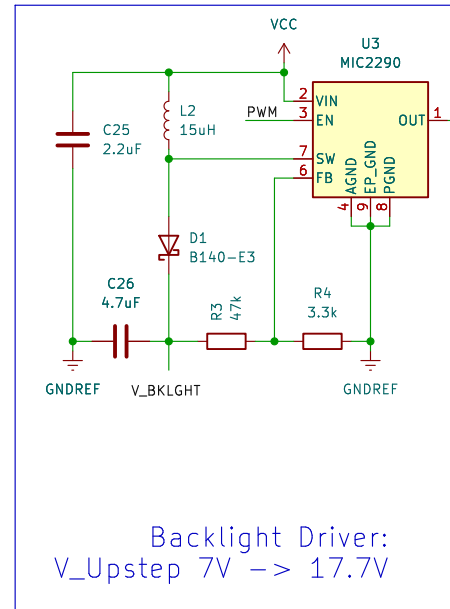 VCC
U3
MIC2290
2
VIN
PWM
3
EN
OUT
1
L2
15uH
C25
2.2uF
7
SW
6
FB
AGND
EP_GND
PGND
4
9
8
D1
B140-E3
C26
4.7uF
R3
47k
R4
3.3k
GNDREF
V_BKLGHT
GNDREF
Backlight Driver:
V_Upstep 7V -> 17.7V